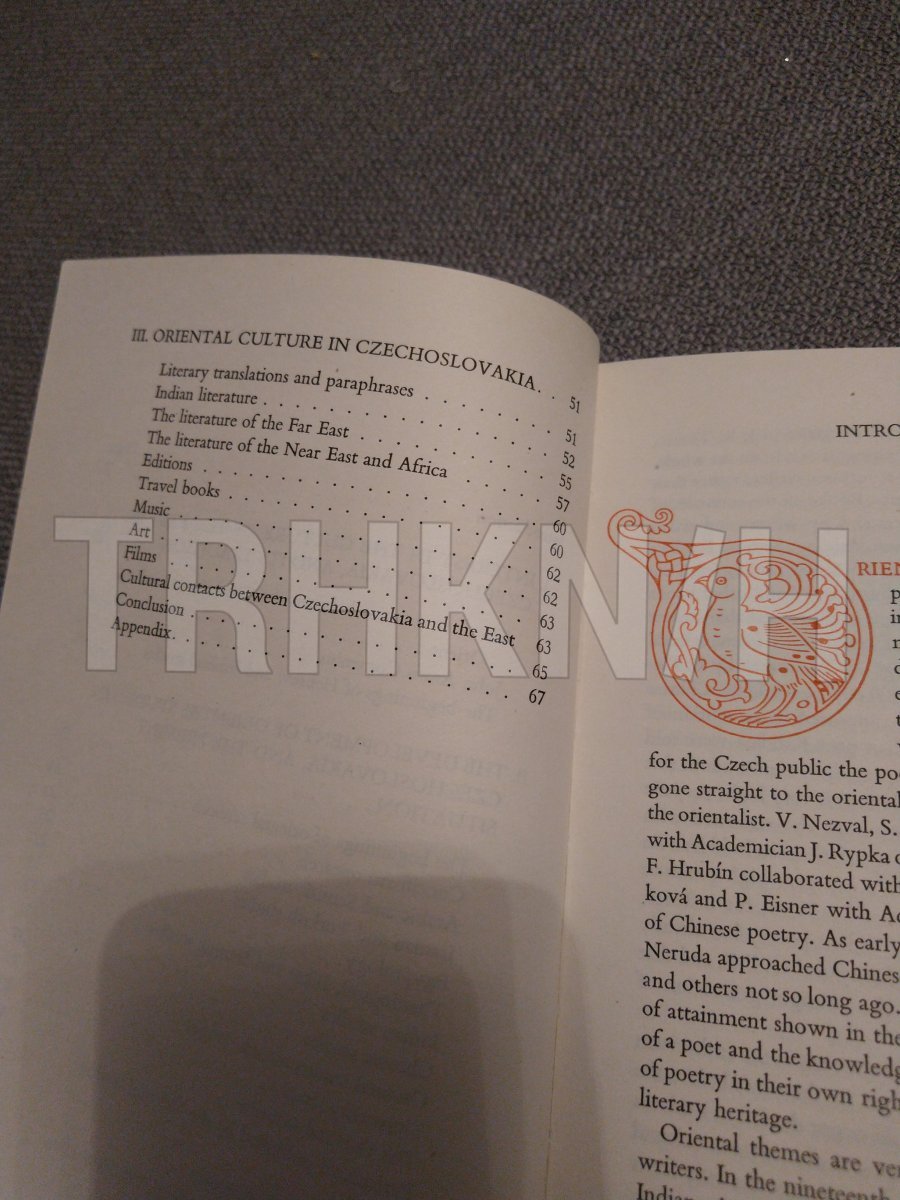 III. ORIENTAL CULTURE IN CZECHOSLOVAKIA . . 51
Literary translations and paraphrases . . . . . . . 51
Indian literature . . . . . . . . . . . . . . 52
The literature of the Far East . . . . . . . . . 55
The literature of the Near East and Africa . . . . . 57
Editions . . . . . . . . . . . . . . . . 60
Travel books . . . . . . . . . . . . . . . 60
Music . . . . . . . . . . . . . . . . . 62
Art . . . . . . . . . . . . . . . . . . 62
Films . . . . . . . . . . . . . . . . . 63
Cultural contacts between Czechoslovakia and the East 63
Conclusion . . . . . . . . . . . . . . . 65
Appendix . . . . . . . . . . . . . . . . 67
TRHKNIH
INTRO
RIEN
for the Czech public the po
gone straight to the oriental
the orientalist. V. Nezval, S.
with Academician J. Rypka
F. Hrubín collaborated with
ková and P. Eisner with A
of Chinese poetry. As early
Neruda approached Chines
and others not so long ago.
of attainment shown in the
of a poet and the knowledg
of poetry in their own righ
literary heritage.
Oriental themes are ver
writers. In the nineteenth
Indian